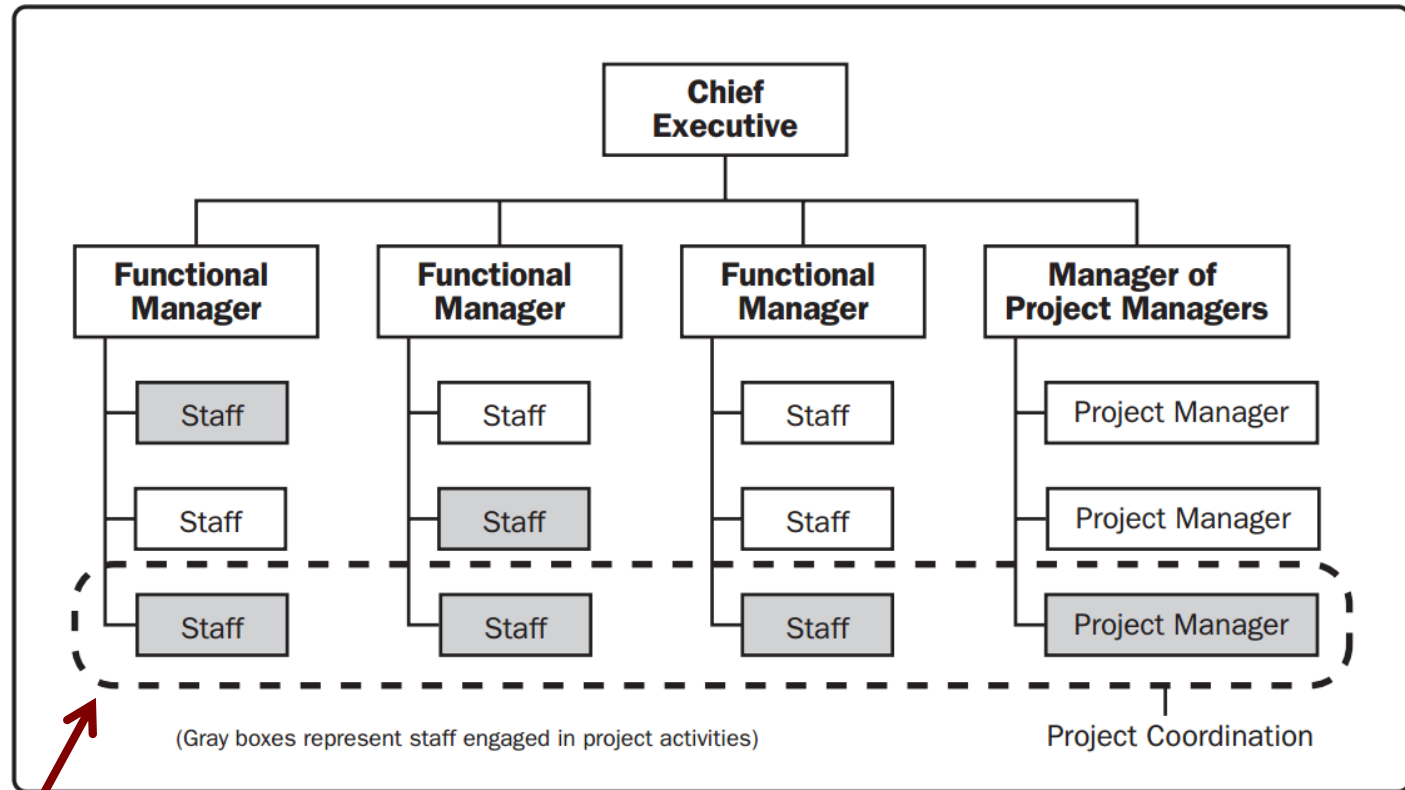 Chief
Executive
Functional
Manager
Functional
Manager
Functional
Manager
Manager of
Project Managers
Staff
Staff
Staff
Project Manager
Staff
Staff
Staff
Project Manager
Staff
Staff
Staff
Project Manager
(Gray boxes represent staff engaged in project activities)
Project Coordination